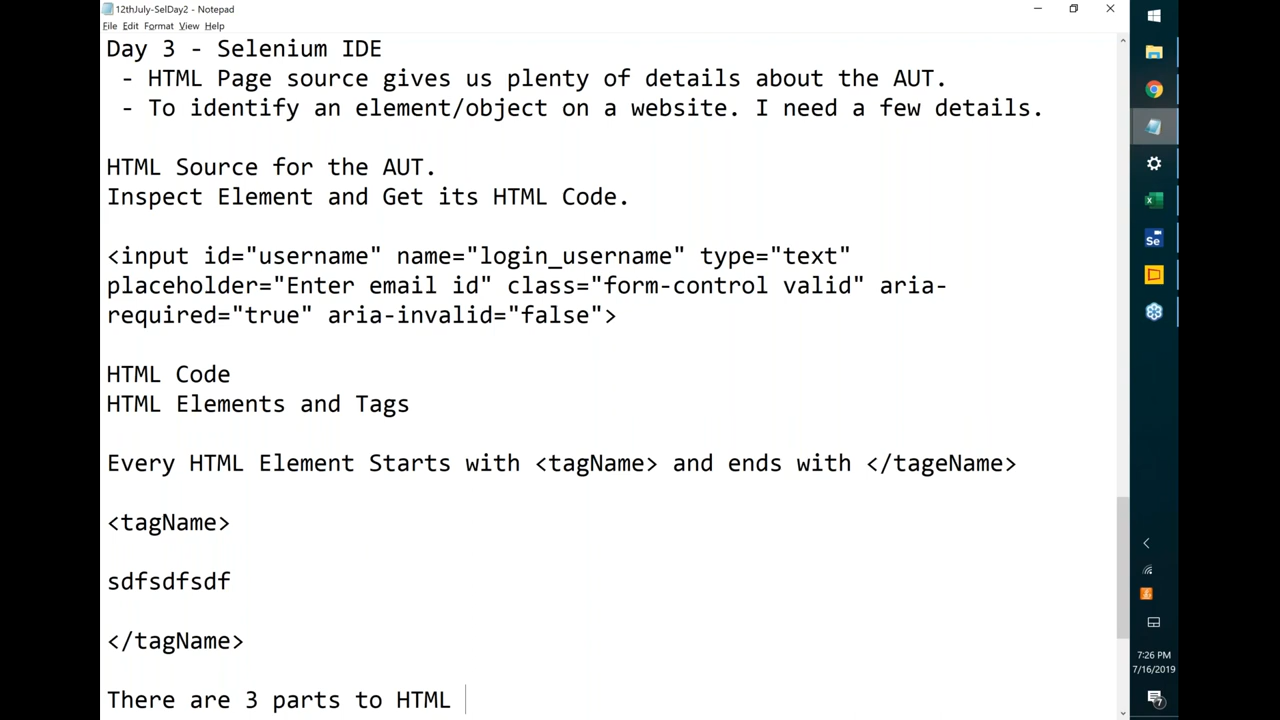 12thJuly-SelDay2 - Notepad
File Edit Format View Help
Day 3 - Selenium IDE
- HTML Page source gives us plenty of details about the AUT.
- To identify an element/object on a website. I need a few details.
HTML Source for the AUT.
Inspect Element and Get its HTML Code.
<input id="username" name="login_username" type="text"
placeholder="Enter email id" class="form-control valid" aria-
required="true" aria-invalid="false">
HTML Code
HTML Elements and Tags
Every HTML Element Starts with <tagName> and ends with </tageName>
<tagName>
sdfsdfsdf
</tagName>
There are 3 parts to HTML
Se
7:26 PM
7/16/2019
7